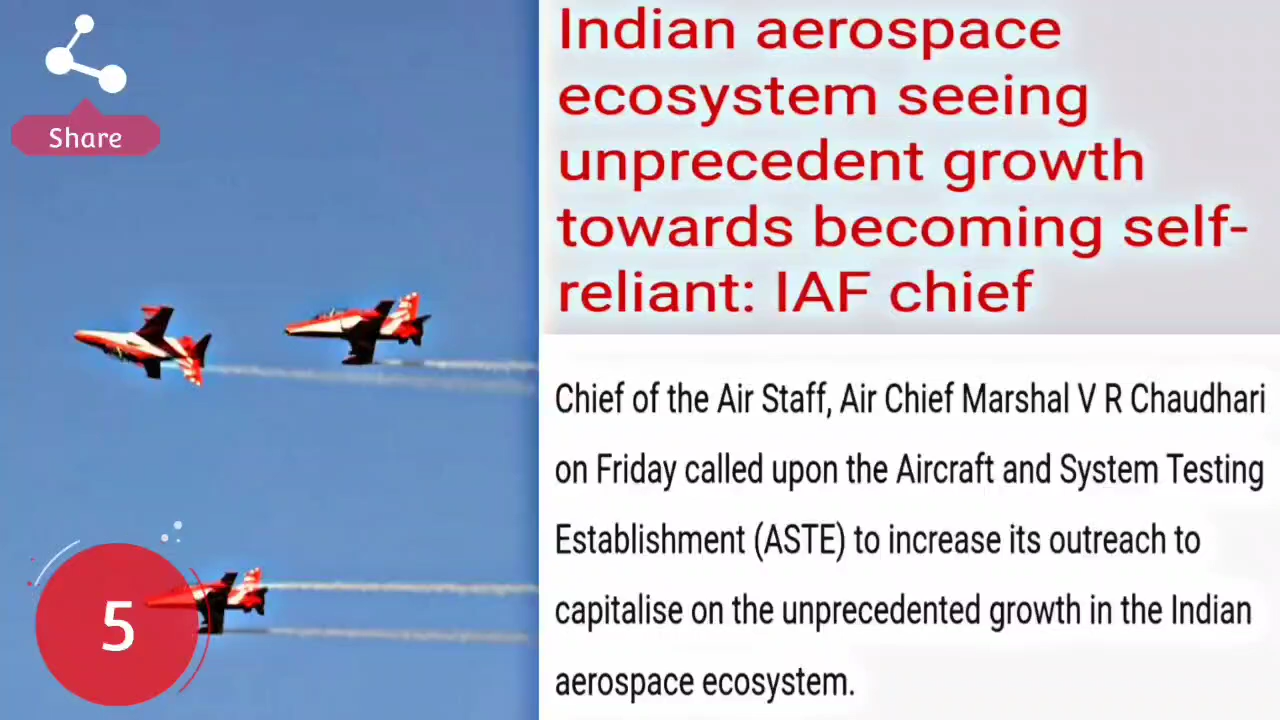 Share
Indian aerospace
ecosystem seeing
unprecedent growth
towards becoming self-
reliant: IAF chief
Chief of the Air Staff, Air Chief Marshal V R Chaudhari
on Friday called upon the Aircraft and System Testing
Establishment (ASTE) to increase its outreach to
capitalise on the unprecedented growth in the Indian
aerospace ecosystem.
5